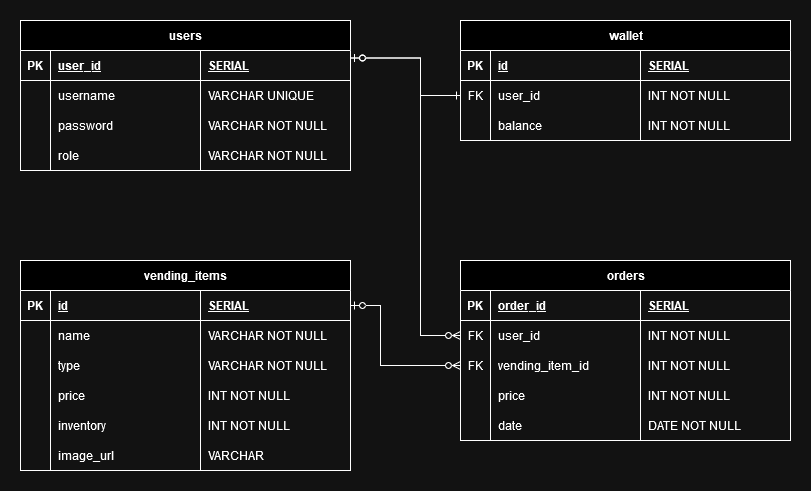 users
PK user_id SERIAL
username VARCHAR UNIQUE
password VARCHAR NOT NULL
role VARCHAR NOT NULL
wallet
PK id SERIAL
FK user_id INT NOT NULL
balance INT NOT NULL
vending_items
PK id SERIAL
name VARCHAR NOT NULL
type VARCHAR NOT NULL
price INT NOT NULL
inventory INT NOT NULL
image_url VARCHAR
orders
PK order_id SERIAL
FK user_id INT NOT NULL
FK vending_item_id INT NOT NULL
price INT NOT NULL
date DATE NOT NULL